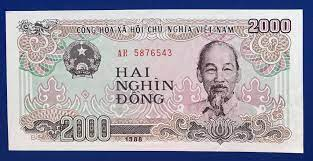 CỘNG HÒA XÃ HỘI CHỦ NGHĨA VIỆT NAM
2000
AR 5876543
HAI
NGHÌN
ĐỒNG
2000
1988